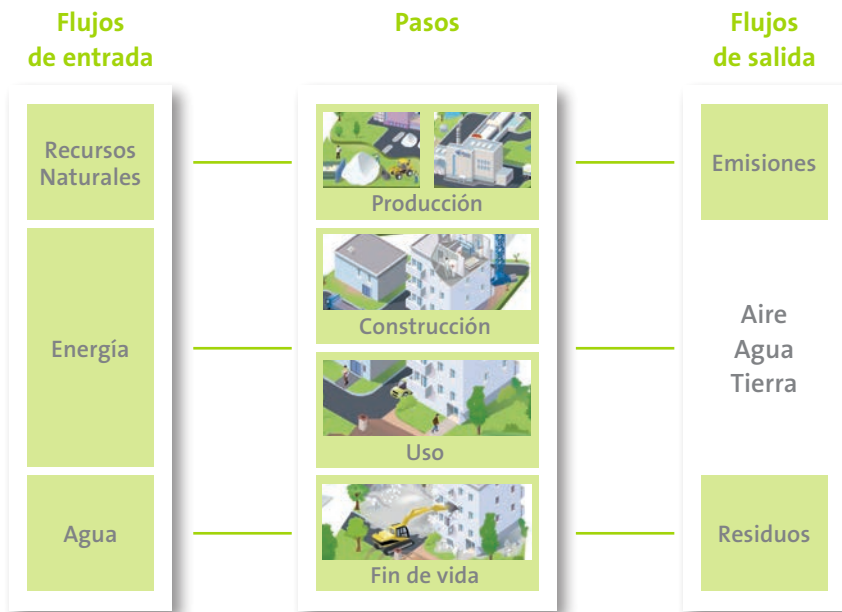 Flujos
de entrada
Pasos
Flujos
de salida
Recursos
Naturales
Energía
Agua
Producción
Construcción
Uso
Fin de vida
Emisiones
Aire
Agua
Tierra
Residuos